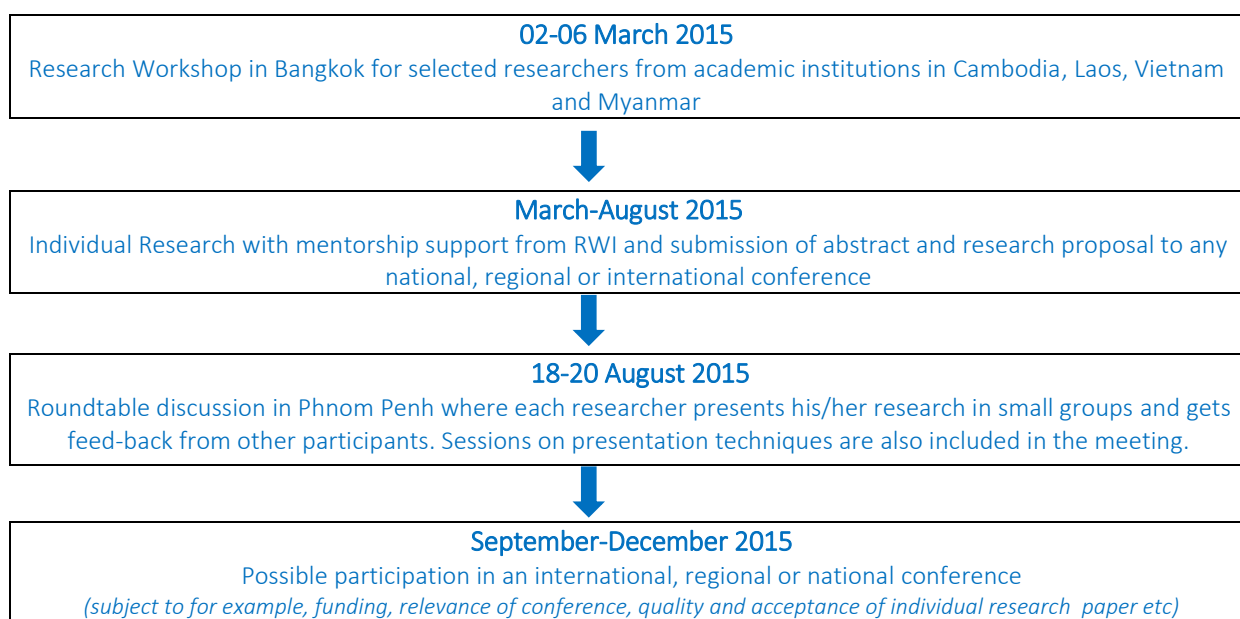 02-06 March 2015
Research Workshop in Bangkok for selected researchers from academic institutions in Cambodia, Laos, Vietnam
and Myanmar
March-August 2015
Individual Research with mentorship support from RWI and submission of abstract and research proposal to any
national, regional or international conference
18-20 August 2015
Roundtable discussion in Phnom Penh where each researcher presents his/her research in small groups and gets
feed-back from other participants. Sessions on presentation techniques are also included in the meeting.
September-December 2015
Possible participation in an international, regional or national conference
(subject to for example, funding, relevance of conference, quality and acceptance of individual research paper etc)